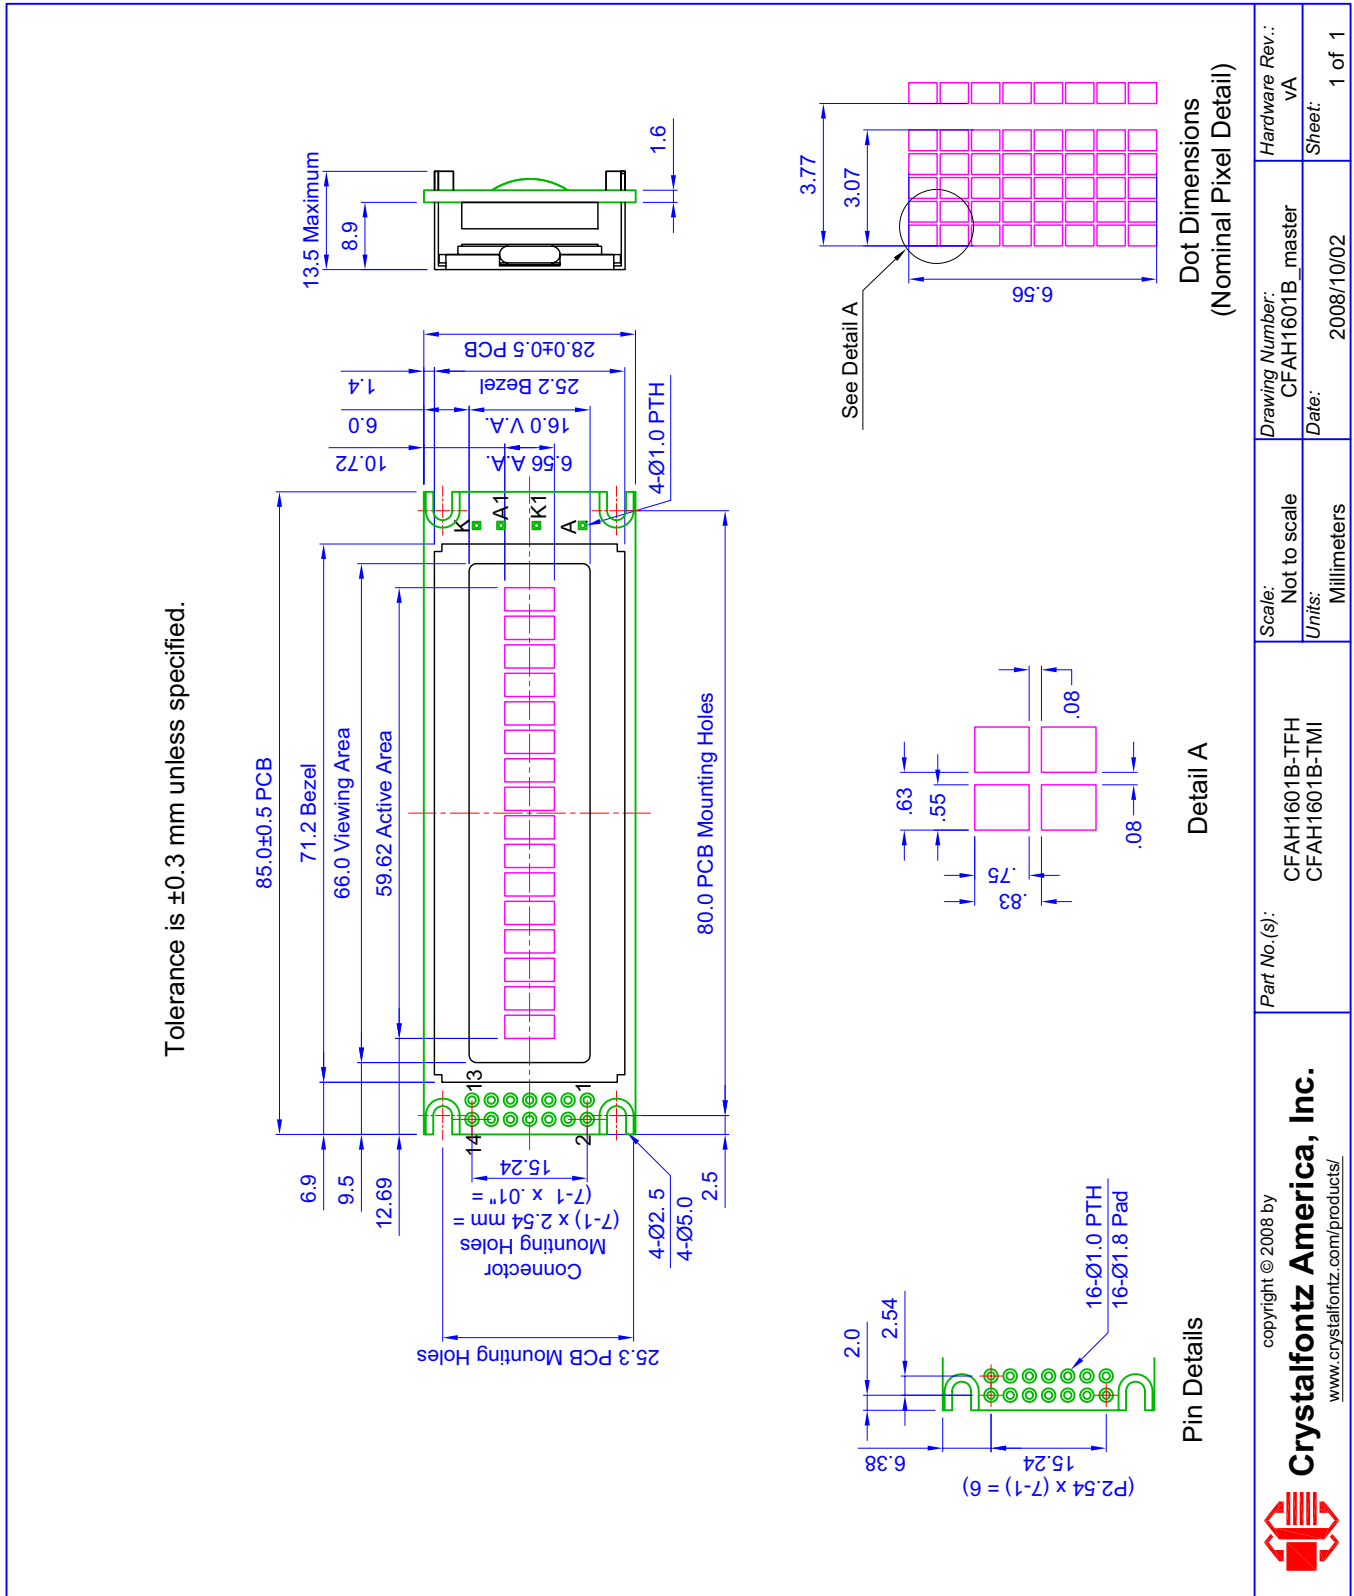 Tolerance is ±0.3 mm unless specified.
85.0±0.5 PCB
71.2 Bezel
66.0 Viewing Area
59.62 Active Area
6.9
9.5
12.69
10.72
6.0
1.4
6.56 A.A.
16.0 V.A.
25.2 Bezel
28.0±0.5 PCB
13.5 Maximum
8.9
1.6
14
13
2
1
K
A1
K1
A
4-Ø1.0 PTH
25.3 PCB Mounting Holes
Connector
Mounting Holes
(7-1) x 2.54 mm =
(7-1 x .01" =
15.24
4-Ø2.5
4-Ø5.0
2.5
80.0 PCB Mounting Holes
2.0
2.54
6.38
15.24
(P2.54 x (7-1) = 6)
16-Ø1.0 PTH
16-Ø1.8 Pad
Pin Details
.63
.55
.75
.83
.08
.08
Detail A
See Detail A
3.77
3.07
6.56
Dot Dimensions
(Nominal Pixel Detail)
copyright © 2008 by
Crystalfontz America, Inc.
www.crystalfontz.com/products/
Part No.(s):
CFAH1601B-TFH
CFAH1601B-TMI
Scale:
Not to scale
Units:
Millimeters
Drawing Number:
CFAH1601B_master
Date:
2008/10/02
Hardware Rev.:
vA
Sheet:
1 of 1